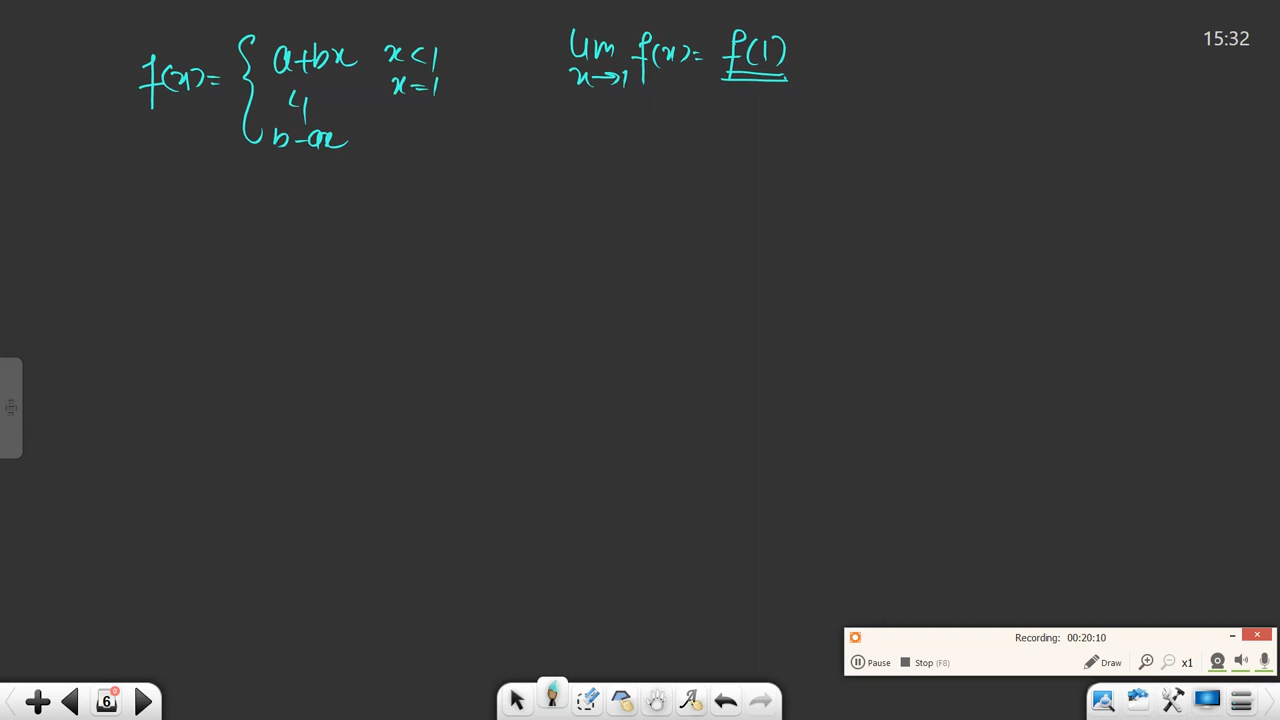 f(x)= { a+bx x<1
4 x=1
b-ax
lim x→1 f(x)= f(1)
15:32
Recording: 00:20:10
Pause Stop (F8) Draw x1
6 0